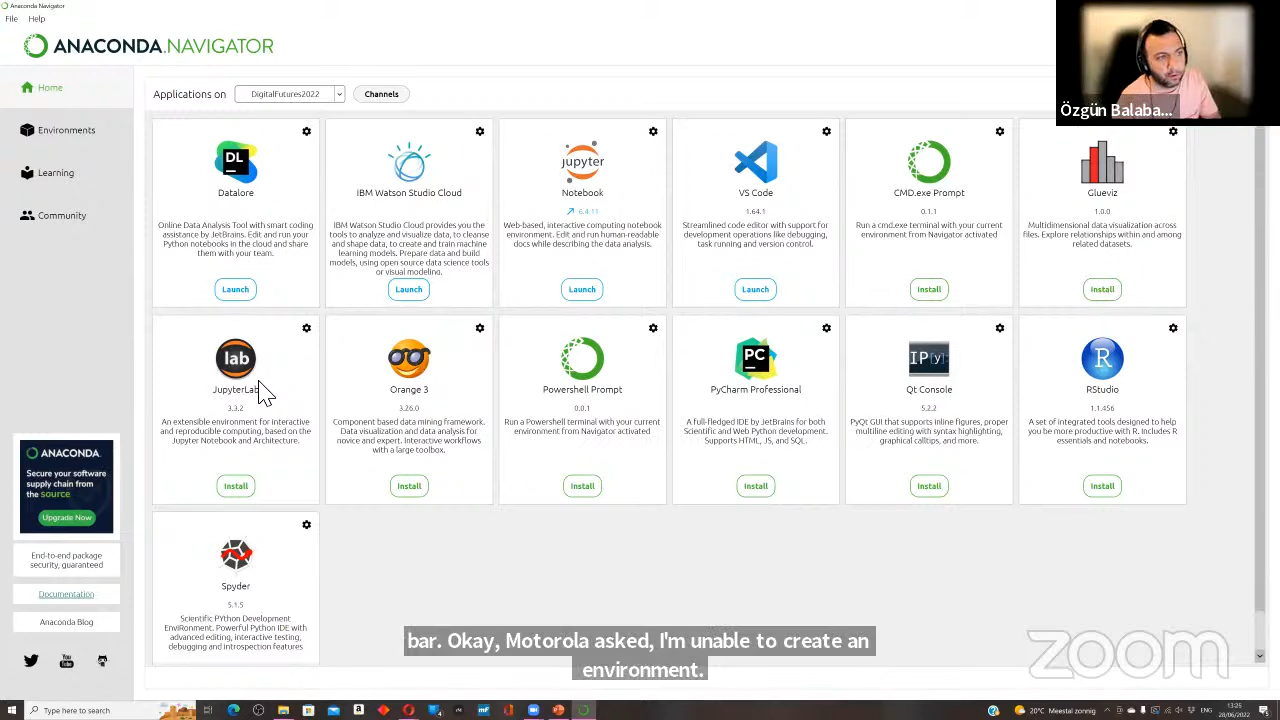 Anaconda Navigator
File Help
ANACONDA.NAVIGATOR
Home
Environments
Learning
Community
Applications on DigitalFutures2022 Channels
Özgün Balaba...
DL
Datalore
Online Data Analysis Tool with smart coding
assistance by JetBrains. Edit and run your
Python notebooks in the cloud and share
them with your team.
Launch
IBM Watson Studio Cloud
IBM Watson Studio Cloud provides you the
tools to analyze and visualize data, to cleanse
and shape data, to create and train machine
learning models. Prepare data and build
models, using open source data science tools
or visual modeling.
Launch
jupyter
Notebook
6.4.11
Web-based, interactive computing notebook
environment. Edit and run human-readable
docs while describing the data analysis.
Launch
VS Code
1.64.1
Streamlined code editor with support for
development operations like debugging,
task running and version control.
Launch
CMD.exe Prompt
0.1.1
Run a cmd.exe terminal with your current
environment from Navigator activated
Install
Glueviz
1.0.0
Multidimensional data visualization across
files. Explore relationships within and among
related datasets.
Install
lab
JupyterLab
3.3.2
An extensible environment for interactive
and reproducible computing, based on the
Jupyter Notebook and Architecture.
Install
Orange 3
3.26.0
Component based data mining framework.
Data visualization and data analysis for
novice and expert. Interactive workflows
with a large toolbox.
Install
Powershell Prompt
0.0.1
Run a Powershell terminal with your current
environment from Navigator activated
Install
PC
PyCharm Professional
A full-fledged IDE by JetBrains for both
Scientific and Web Python development.
Supports HTML, JS, and SQL.
Install
IP[y]
Qt Console
5.2.2
PyQt GUI that supports inline figures, proper
multiline editing with syntax highlighting,
graphical calltips, and more.
Install
R
RStudio
1.1.456
A set of integrated tools designed to help
you be more productive with R. Includes R
essentials and notebooks.
Install
Spyder
5.1.5
Scientific PYthon Development
EnviRonment. Powerful Python IDE with
advanced editing, interactive testing,
debugging and introspection features.
ANACONDA.
Secure your software
supply chain from
the source
Upgrade Now
End-to-end package
security, guaranteed
Documentation
Anaconda Blog
You
Tube
bar. Okay, Motorola asked, I'm unable to create an
environment.
zoom
Type here to search
20°C Meestal zonnig
13:25
28/06/2022